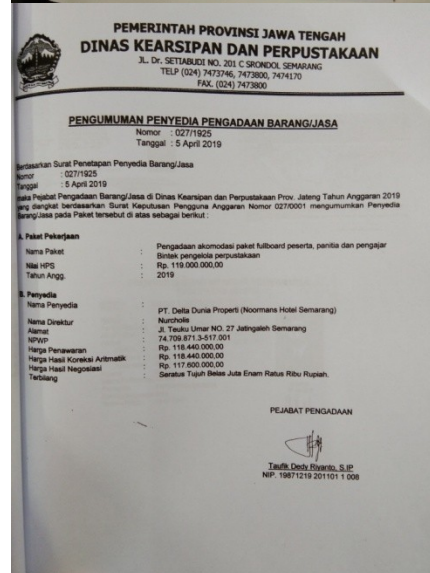 PEMERINTAH PROVINSI JAWA TENGAH
DINAS KEARSIPAN DAN PERPUSTAKAAN
JL. Dr. SETIABUDI NO. 201 C SRONDOL SEMARANG
TELP (024) 7473746, 7473800, 7474170
FAX. (024) 7473800
PENGUMUMAN PENYEDIA PENGADAAN BARANG/JASA
Nomor : 027/1925
Tanggal : 5 April 2019
Berdasarkan Surat Penetapan Penyedia Barang/Jasa
Nomor : 027/1925
Tanggal : 5 April 2019
maka Pejabat Pengadaan Barang/Jasa di Dinas Kearsipan dan Perpustakaan Prov. Jateng Tahun Anggaran 2019
yang diangkat berdasarkan Surat Keputusan Pengguna Anggaran Nomor 027/0001 mengumumkan Penyedia
Barang/Jasa pada Paket tersebut di atas sebagai berikut :
A. Paket Pekerjaan
Nama Paket : Pengadaan akomodasi paket fullboard peserta, panitia dan pengajar
Bintek pengelola perpustakaan
Nilai HPS : Rp. 119.000.000,00
Tahun Angg. : 2019
B. Penyedia
Nama Penyedia : PT. Delta Dunia Properti (Noormans Hotel Semarang)
Nama Direktur : Nurcholis
Alamat : Jl. Teuku Umar NO. 27 Jatingaleh Semarang
NPWP : 74.709.871.3-517.001
Harga Penawaran : Rp. 118.440.000,00
Harga Hasil Koreksi Aritmatik : Rp. 118.440.000,00
Harga Hasil Negosiasi : Rp. 117.600.000,00
Terbilang : Seratus Tujuh Belas Juta Enam Ratus Ribu Rupiah.
PEJABAT PENGADAAN
Taufik Dedy Riyanto, S.IP
NIP. 19871219 201101 1 008